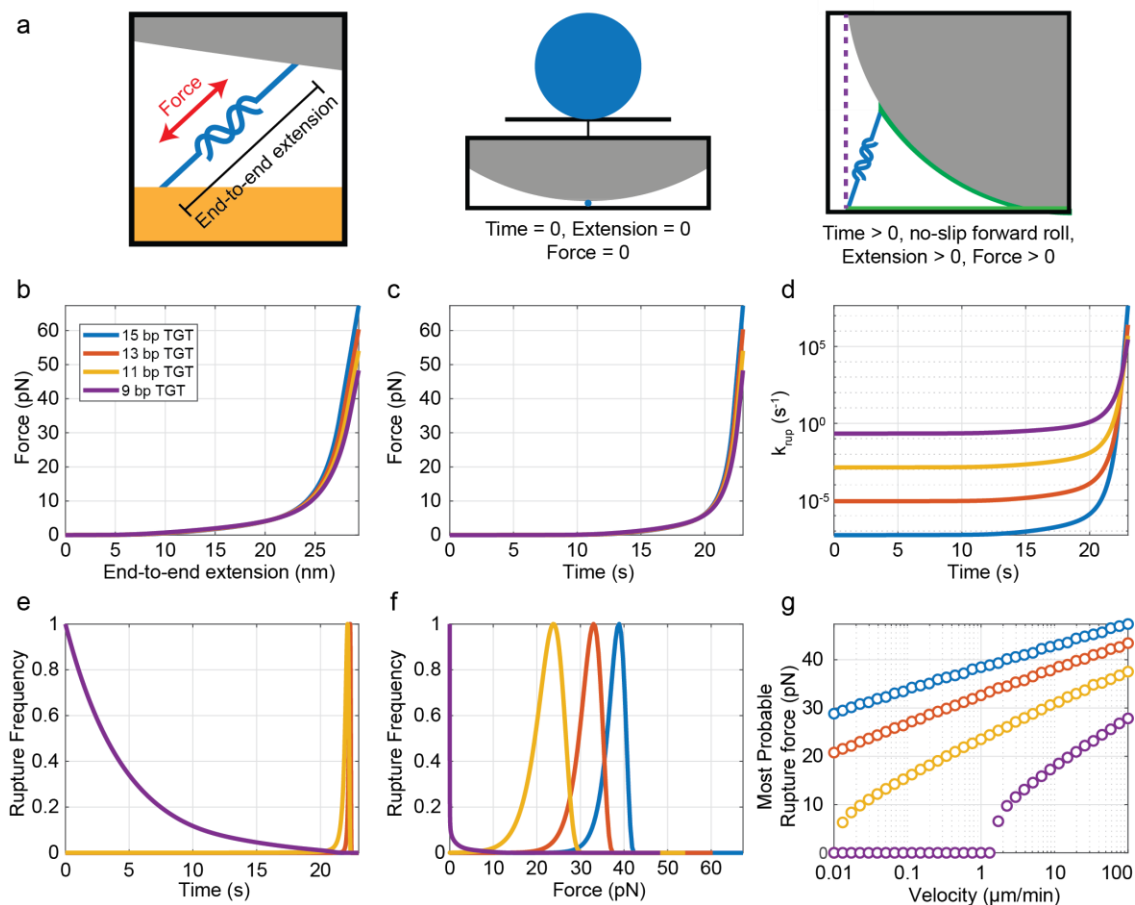 a
Force
End-to-end extension
Time = 0, Extension = 0
Force = 0
Time > 0, no-slip forward roll,
Extension > 0, Force > 0
b
Force (pN)
60
50
40
30
20
10
0
15 bp TGT
13 bp TGT
11 bp TGT
9 bp TGT
0 5 10 15 20 25
End-to-end extension (nm)
c
Force (pN)
60
50
40
30
20
10
0
0 5 10 15 20
Time (s)
d
k_rup (s⁻¹)
10⁵
10⁰
10⁻⁵
0 5 10 15 20
Time (s)
e
Rupture Frequency
1
0.8
0.6
0.4
0.2
0
0 5 10 15 20
Time (s)
f
Rupture Frequency
1
0.8
0.6
0.4
0.2
0
0 10 20 30 40 50 60
Force (pN)
g
Most Probable
Rupture force (pN)
40
30
20
10
0
0.01 0.1 1 10 100
Velocity (µm/min)